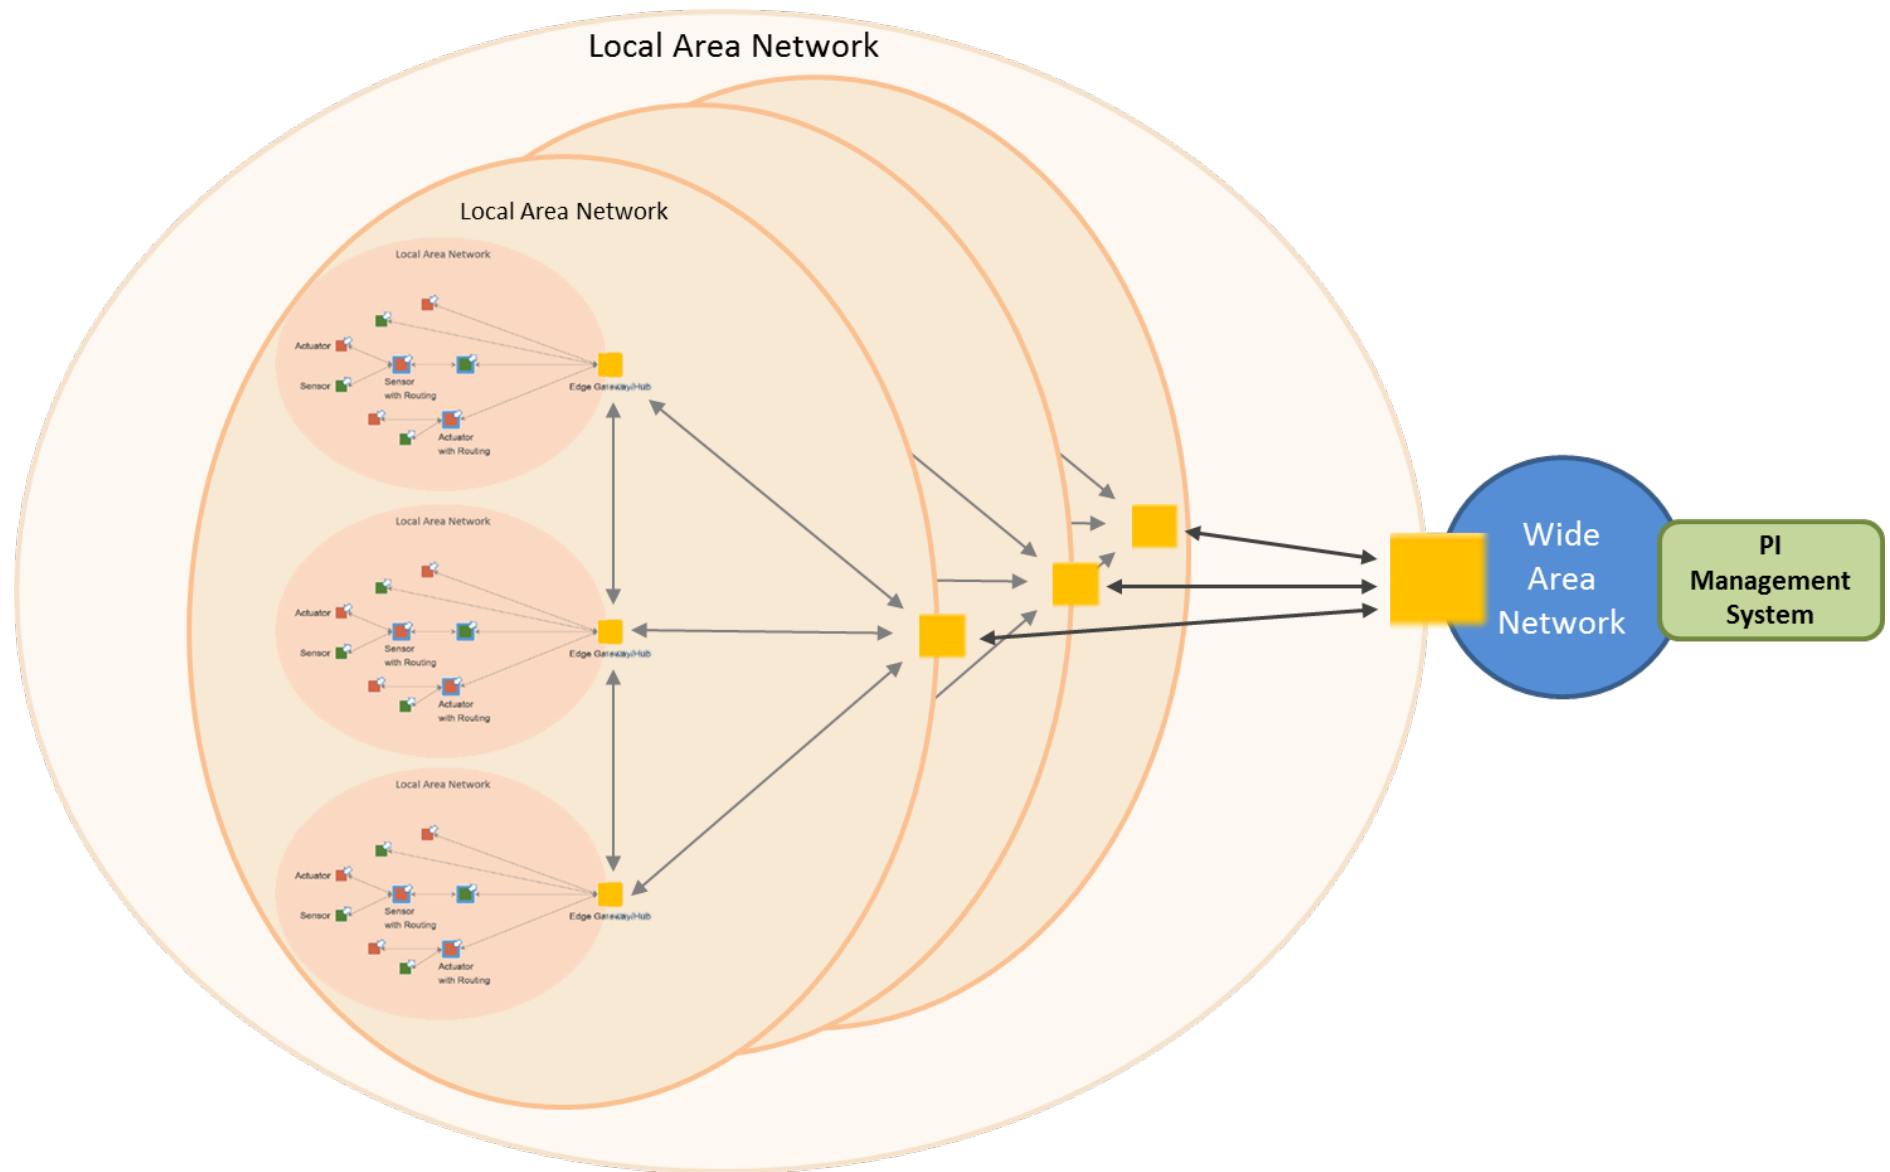 Local Area Network
Local Area Network
Local Area Network
Actuator
Sensor
Sensor
with Routing
Edge Gateway/Hub
Actuator
with Routing
Local Area Network
Actuator
Sensor
Sensor
with Routing
Edge Gateway/Hub
Actuator
with Routing
Local Area Network
Actuator
Sensor
Sensor
with Routing
Edge Gateway/Hub
Actuator
with Routing
Wide
Area
Network
PI
Management
System